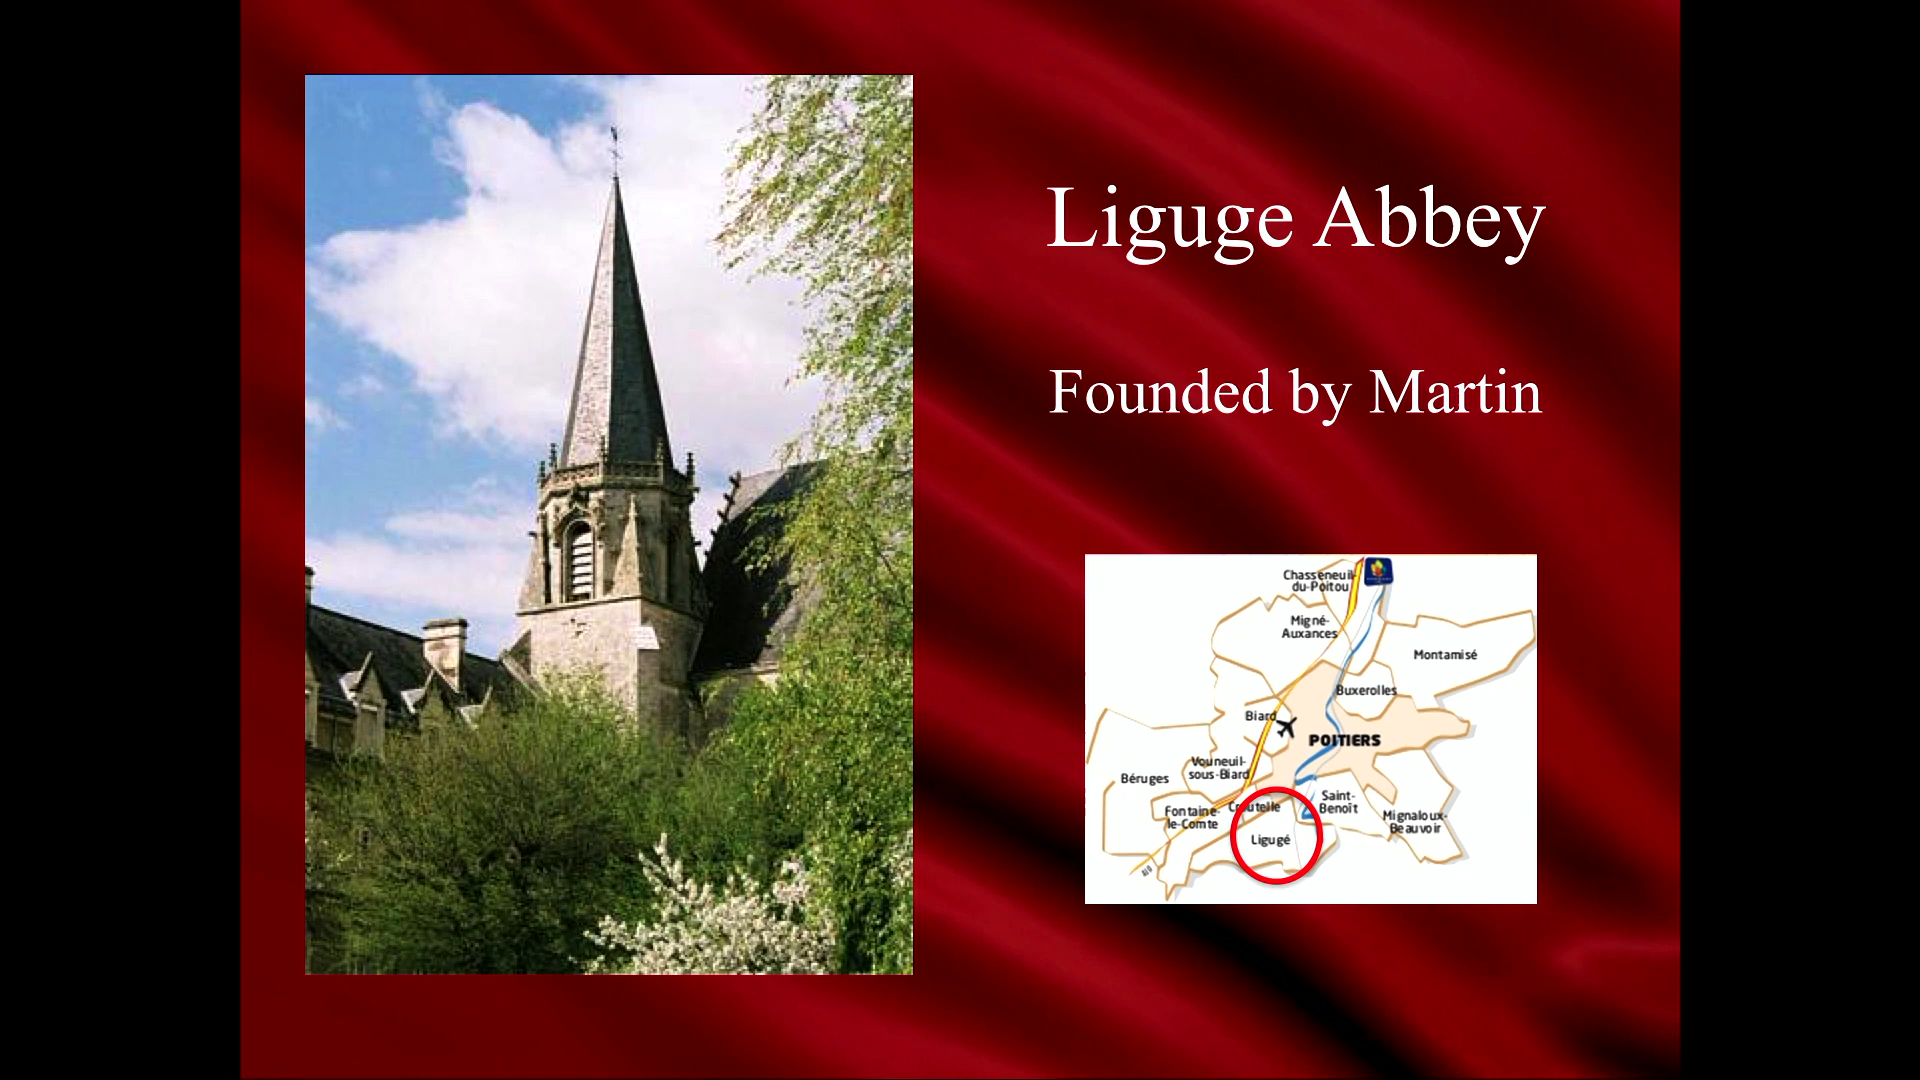 Liguge Abbey
Founded by Martin
Chasseneuil-
du-Poitou
Migné-
Auxances
Montamisé
Buxerolles
Biard
POITIERS
Vouneuil-
sous-Biard
Béruges
Saint-
Benoît
Croutelle
Fontaine-
le-Comte
Mignaloux-
Beauvoir
Ligugé